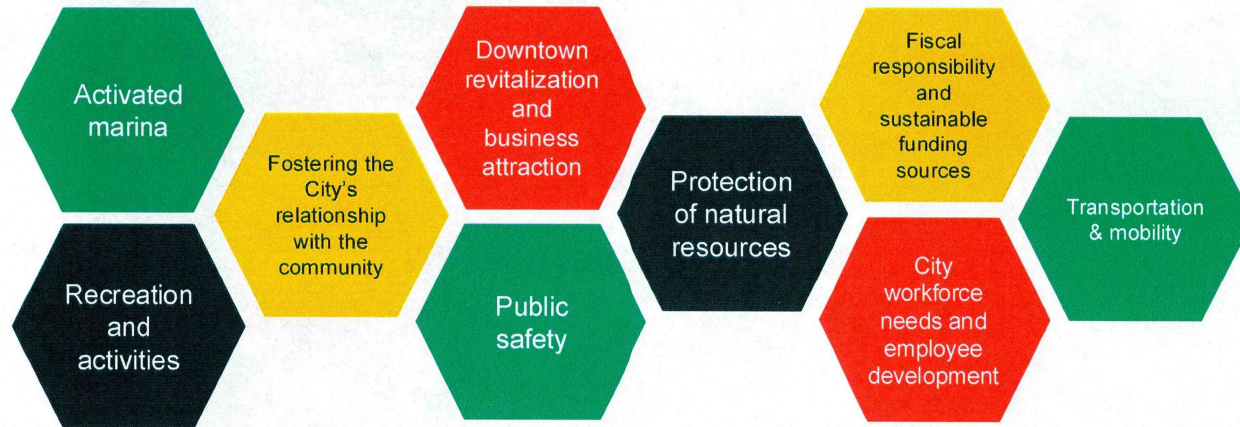 Activated
marina
Recreation
and
activities
Fostering the
City's
relationship
with the
community
Downtown
revitalization
and
business
attraction
Public
safety
Protection
of natural
resources
Fiscal
responsibility
and
sustainable
funding
sources
City
workforce
needs and
employee
development
Transportation
& mobility